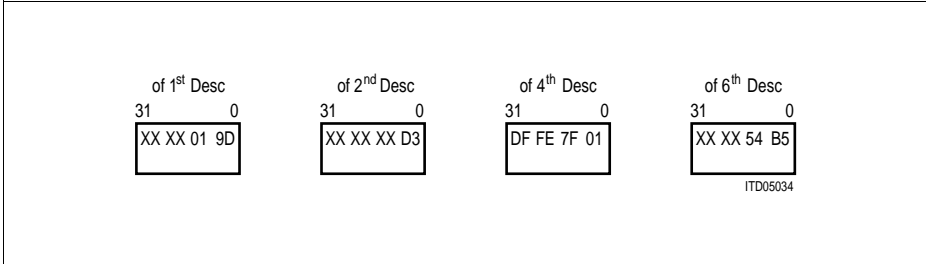 of 1st Desc of 2nd Desc of 4th Desc of 6th Desc
31 0 31 0 31 0 31 0
XX XX 01 9D XX XX XX D3 DF FE 7F 01 XX XX 54 B5
ITD05034